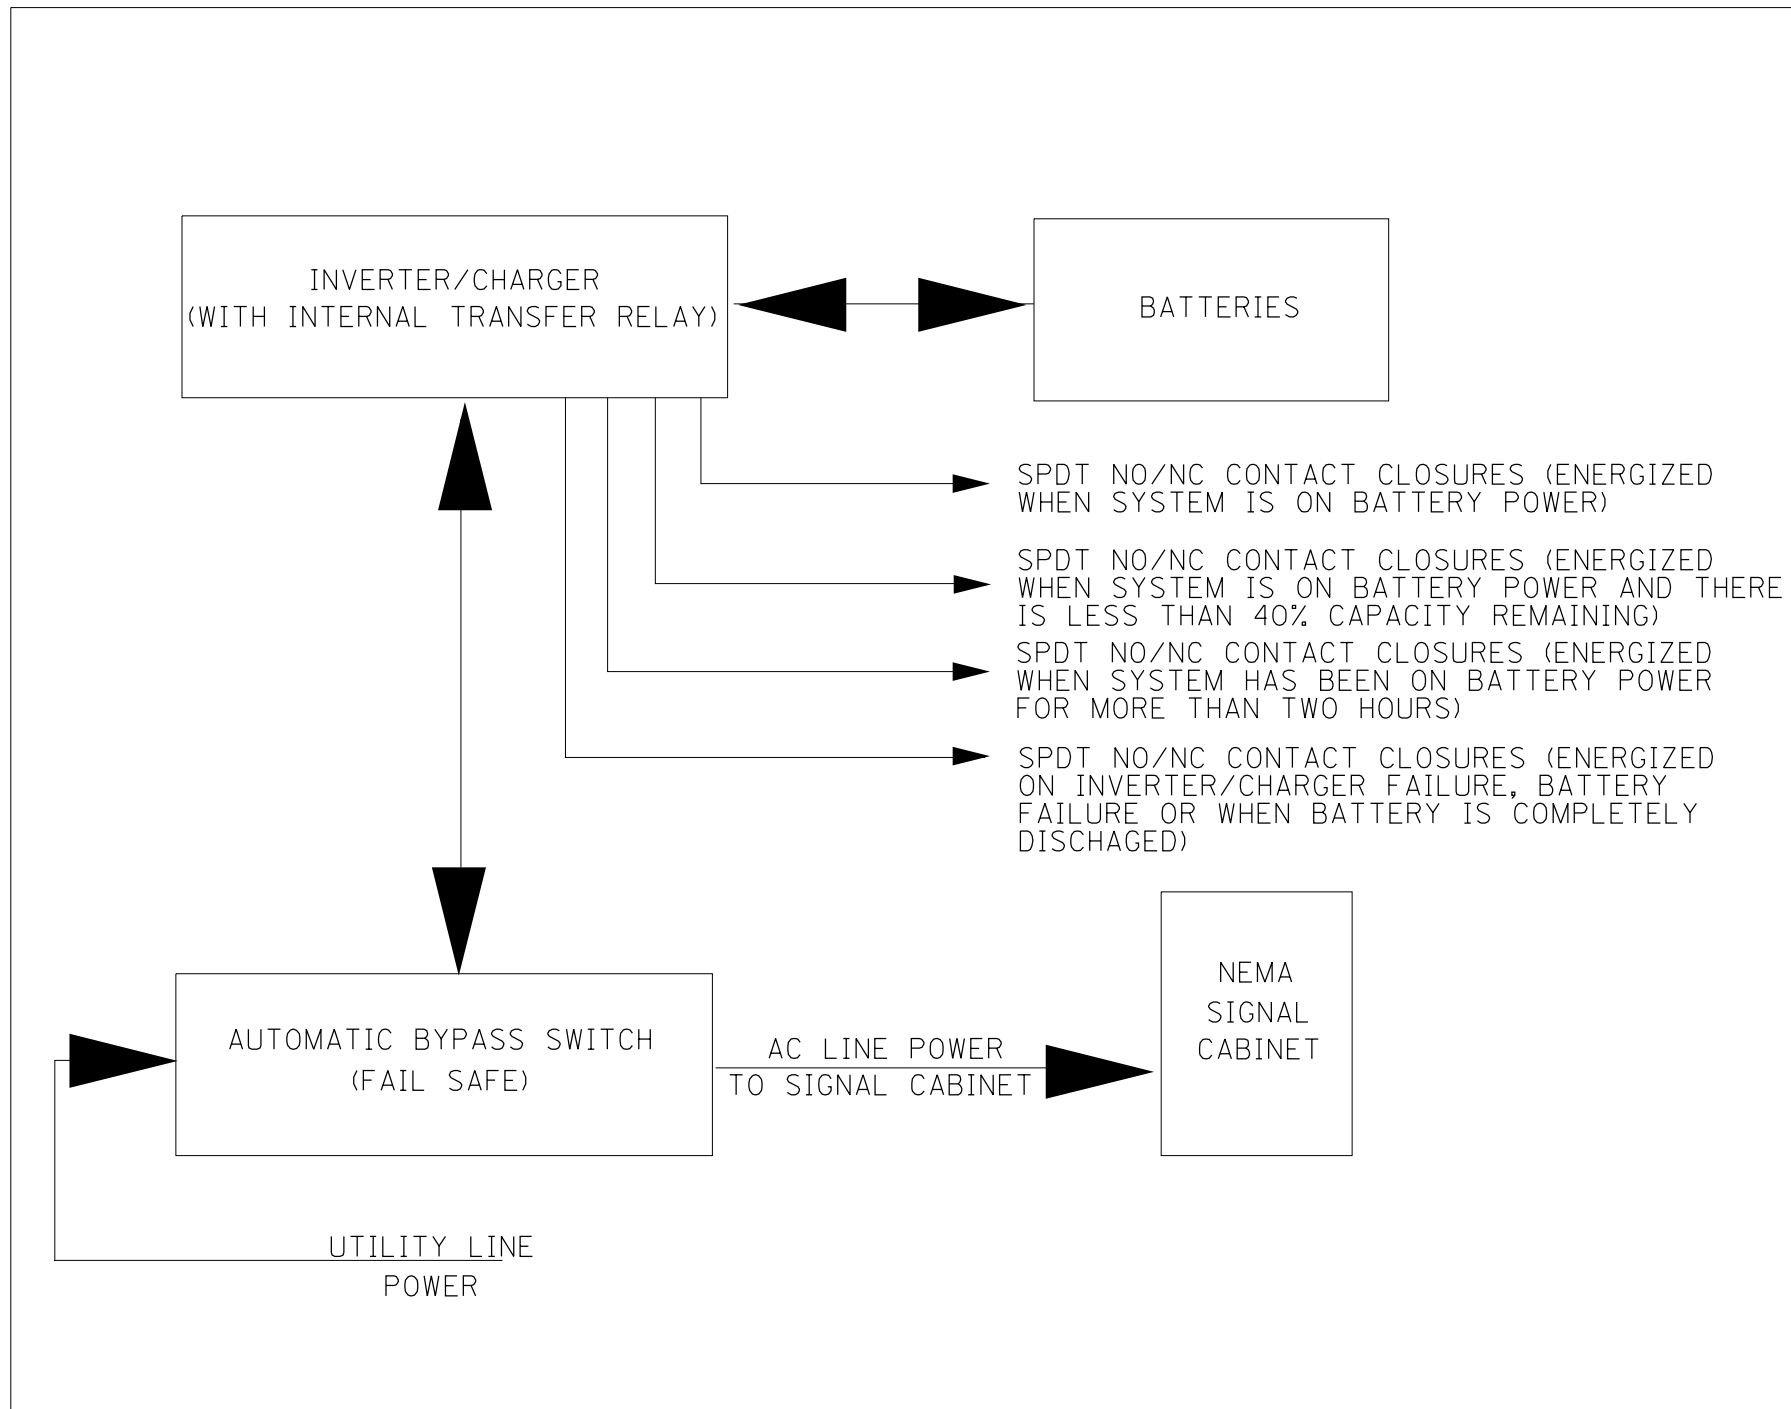 INVERTER/CHARGER
(WITH INTERNAL TRANSFER RELAY)
BATTERIES
SPDT NO/NC CONTACT CLOSURES (ENERGIZED
WHEN SYSTEM IS ON BATTERY POWER)
SPDT NO/NC CONTACT CLOSURES (ENERGIZED
WHEN SYSTEM IS ON BATTERY POWER AND THERE
IS LESS THAN 40% CAPACITY REMAINING)
SPDT NO/NC CONTACT CLOSURES (ENERGIZED
WHEN SYSTEM HAS BEEN ON BATTERY POWER
FOR MORE THAN TWO HOURS)
SPDT NO/NC CONTACT CLOSURES (ENERGIZED
ON INVERTER/CHARGER FAILURE, BATTERY
FAILURE OR WHEN BATTERY IS COMPLETELY
DISCHAGED)
AUTOMATIC BYPASS SWITCH
(FAIL SAFE)
AC LINE POWER
TO SIGNAL CABINET
NEMA
SIGNAL
CABINET
UTILITY LINE
POWER